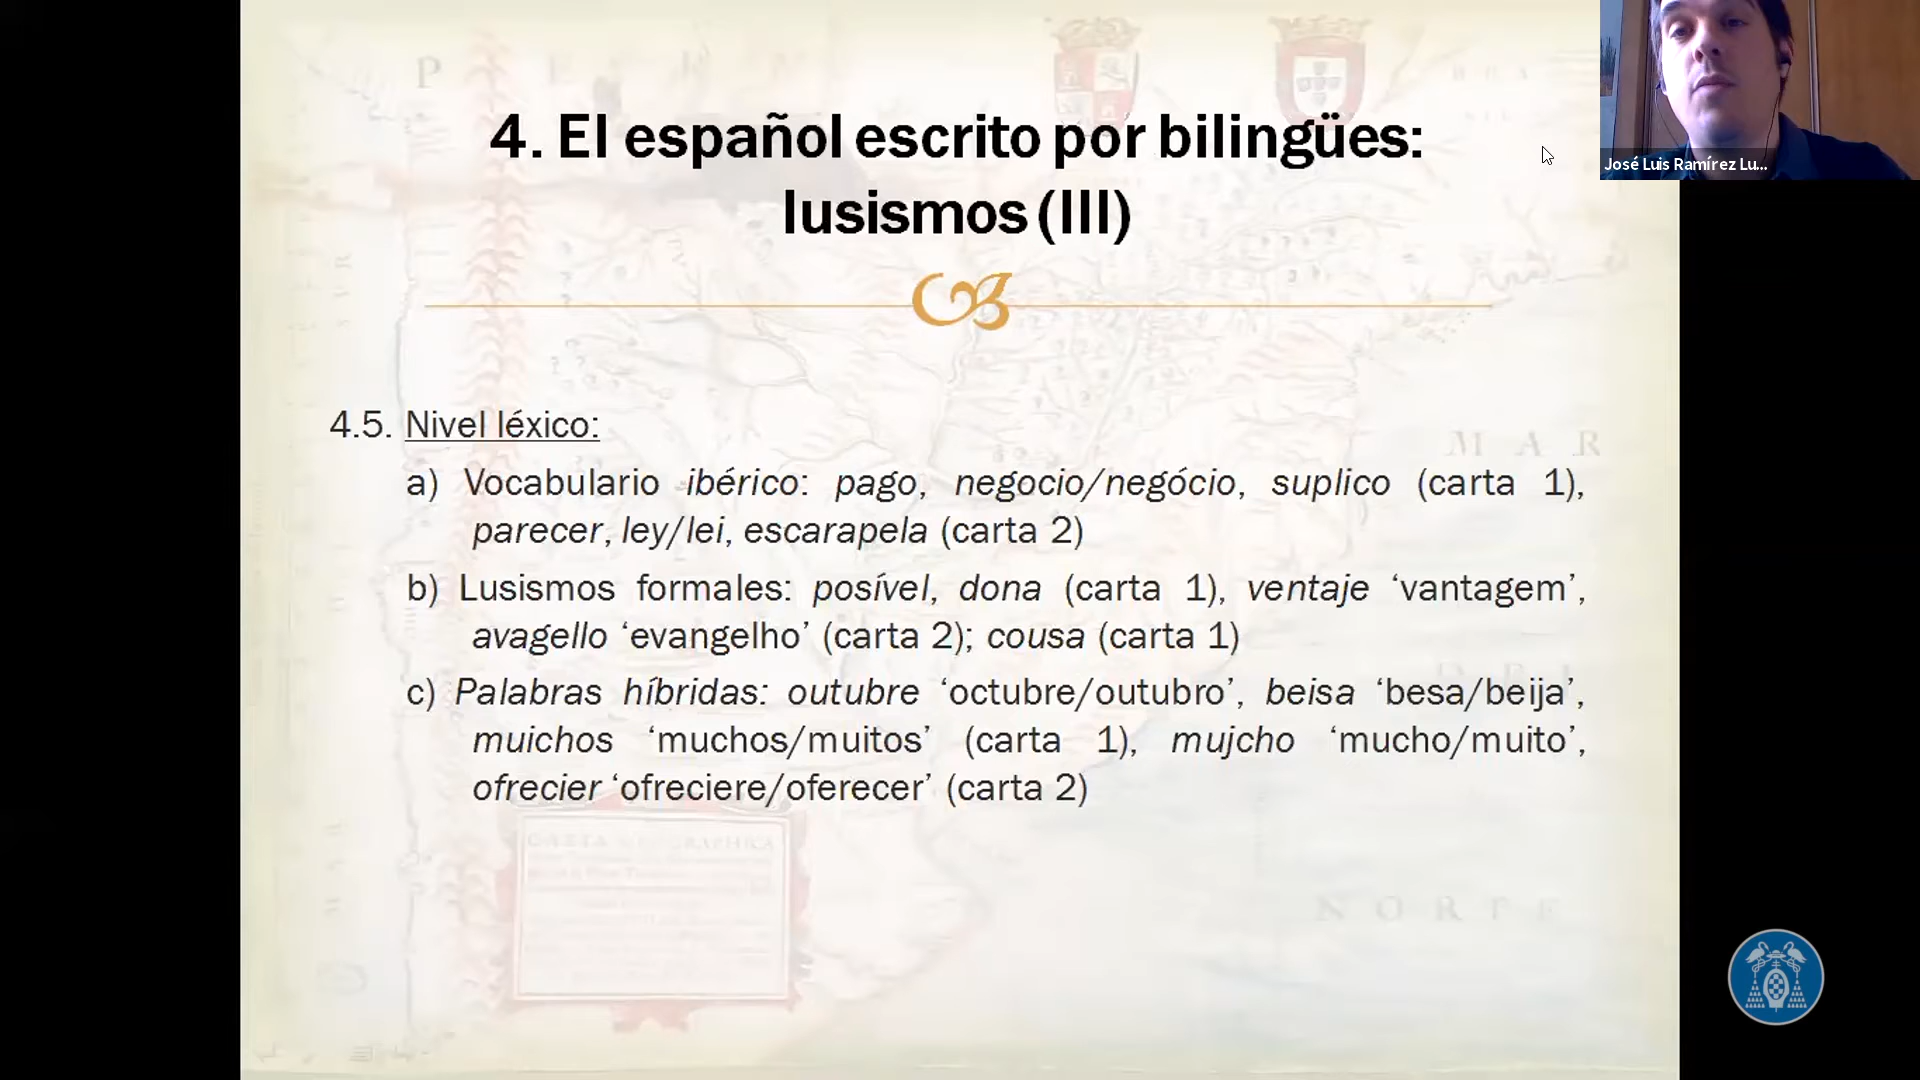 4. El español escrito por bilingües:
lusismos (III)
José Luis Ramírez Lu...
4.5. Nivel léxico:
a) Vocabulario ibérico: pago, negocio/negócio, suplico (carta 1),
parecer, ley/lei, escarapela (carta 2)
b) Lusismos formales: posível, dona (carta 1), ventaje ‘vantagem’,
avagello ‘evangelho’ (carta 2); cousa (carta 1)
c) Palabras híbridas: outubre ‘octubre/outubro’, beisa ‘besa/beija’,
muichos ‘muchos/muitos’ (carta 1), mujcho ‘mucho/muito’,
ofrecier ‘ofreciere/oferecer’ (carta 2)
MAR
NORTE